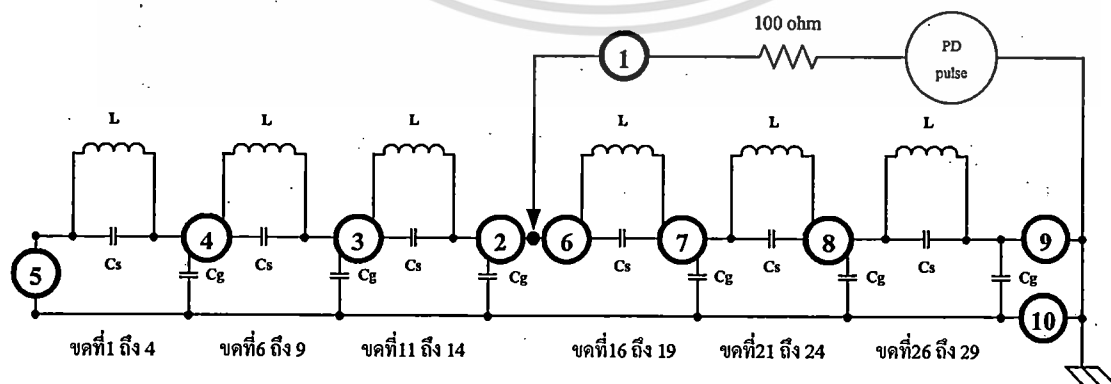 100 ohm
1
PD
pulse
L
L
L
L
L
L
5
4
3
2
6
7
8
9
Cs
Cs
Cs
Cs
Cs
Cs
Cg
Cg
Cg
Cg
Cg
Cg
10
ขดที่1 ถึง 4
ขดที่6 ถึง 9
ขดที่11 ถึง 14
ขดที่16 ถึง 19
ขดที่21 ถึง 24
ขดที่26 ถึง 29